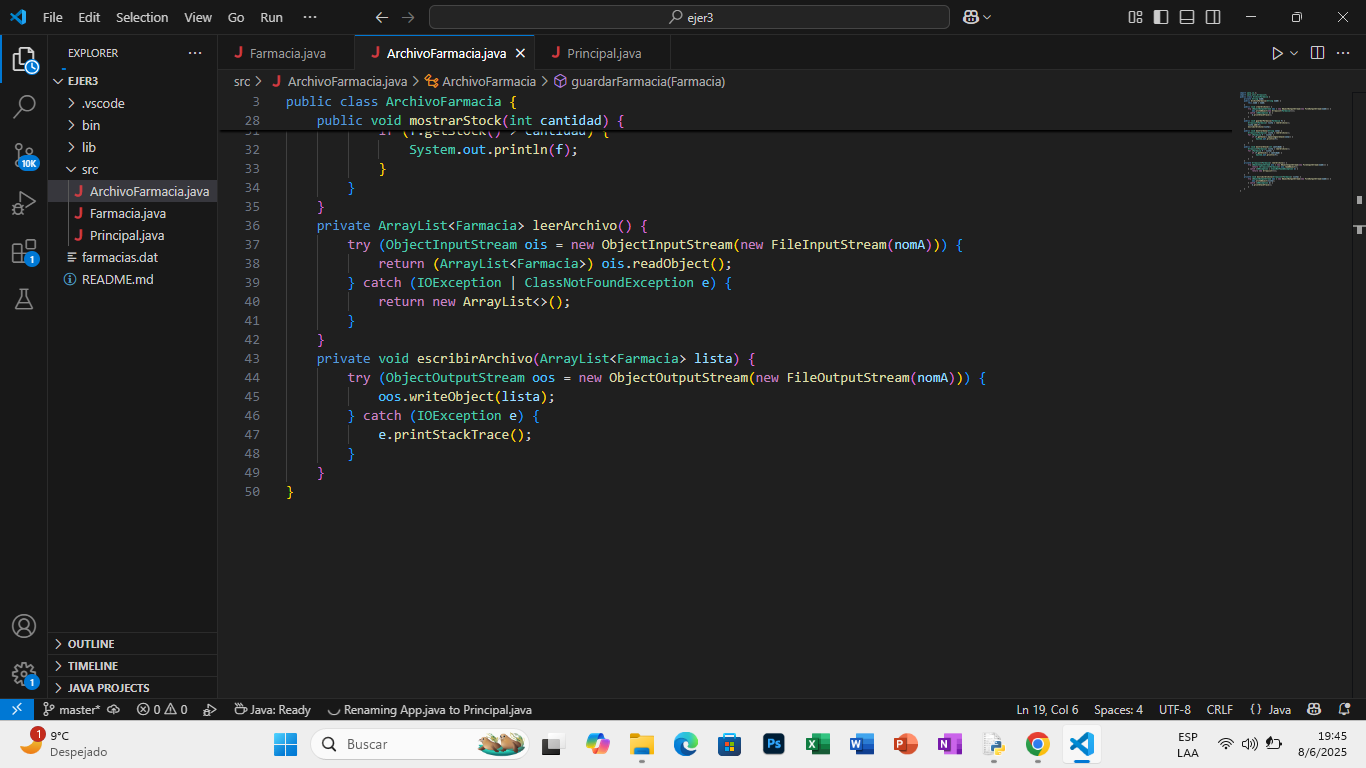 File Edit Selection View Go Run ··· ejer3
EXPLORER ···
EJER3
.vscode
bin
lib
src
J ArchivoFarmacia.java
J Farmacia.java
J Principal.java
farmacias.dat
README.md
OUTLINE
TIMELINE
JAVA PROJECTS
10K
1
1
J Farmacia.java J ArchivoFarmacia.java J Principal.java
src > J ArchivoFarmacia.java > ArchivoFarmacia > guardarFarmacia(Farmacia)
3 public class ArchivoFarmacia {
28 public void mostrarStock(int cantidad) {
31 if (f.getStock() > cantidad) {
32 System.out.println(f);
33 }
34 }
35 }
36 private ArrayList<Farmacia> leerArchivo() {
37 try (ObjectInputStream ois = new ObjectInputStream(new FileInputStream(nomA))) {
38 return (ArrayList<Farmacia>) ois.readObject();
39 } catch (IOException | ClassNotFoundException e) {
40 return new ArrayList<>();
41 }
42 }
43 private void escribirArchivo(ArrayList<Farmacia> lista) {
44 try (ObjectOutputStream oos = new ObjectOutputStream(new FileOutputStream(nomA))) {
45 oos.writeObject(lista);
46 } catch (IOException e) {
47 e.printStackTrace();
48 }
49 }
50 }
master* 0 0 Java: Ready Renaming App.java to Principal.java Ln 19, Col 6 Spaces: 4 UTF-8 CRLF {} Java
1 9°C
Despejado
Buscar
Ps
ESP
LAA
19:45
8/6/2025